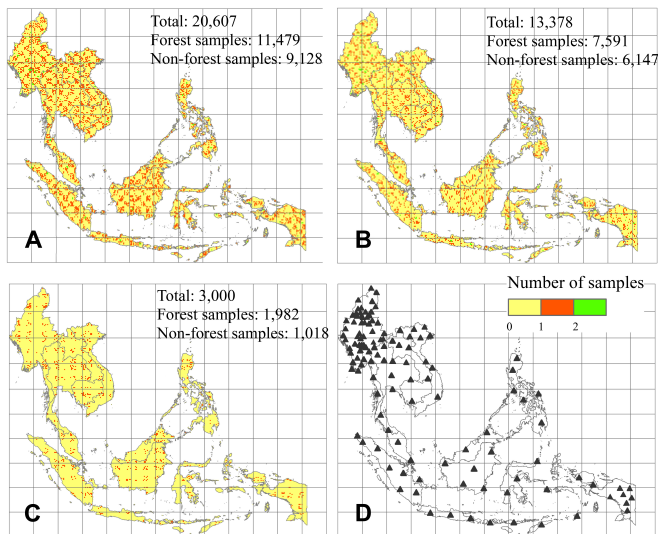 Total: 20,607
Forest samples: 11,479
Non-forest samples: 9,128
A
Total: 13,378
Forest samples: 7,591
Non-forest samples: 6,147
B
Total: 3,000
Forest samples: 1,982
Non-forest samples: 1,018
C
Number of samples
0 1 2
D